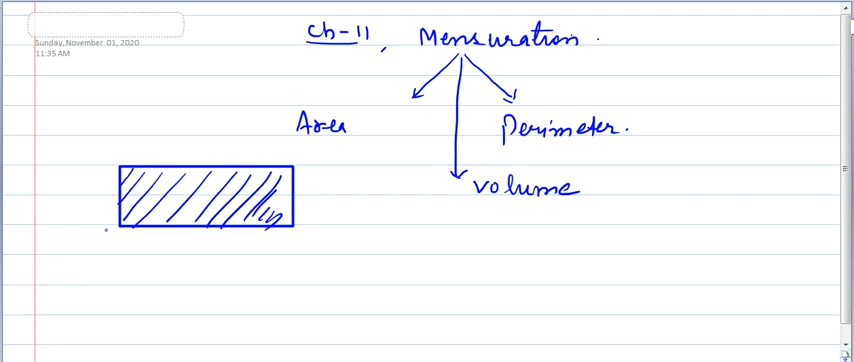 Ch-11, Mensuration.
Sunday, November 01, 2020
11:35 AM
Area
Perimeter.
volume